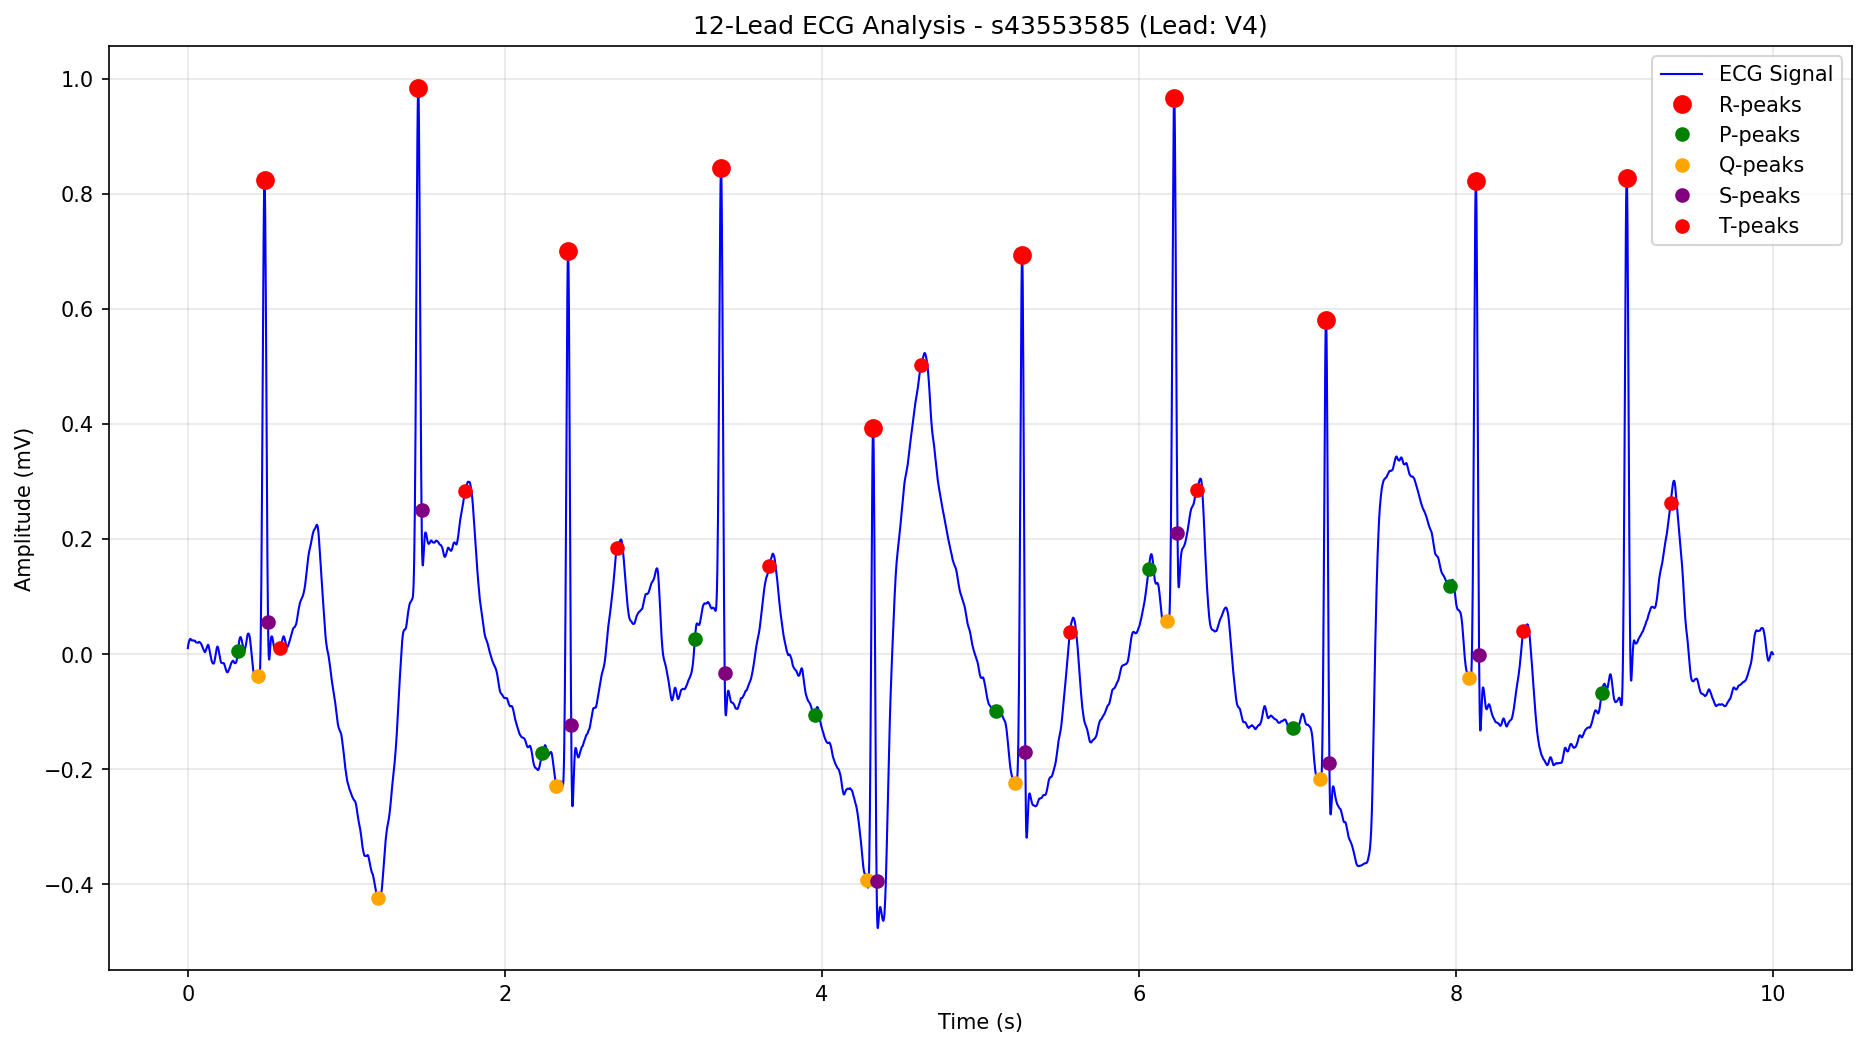 12-Lead ECG Analysis - s43553585 (Lead: V4)
ECG Signal
R-peaks
P-peaks
Q-peaks
S-peaks
T-peaks
Amplitude (mV)
1.0
0.8
0.6
0.4
0.2
0.0
−0.2
−0.4
0 2 4 6 8 10
Time (s)